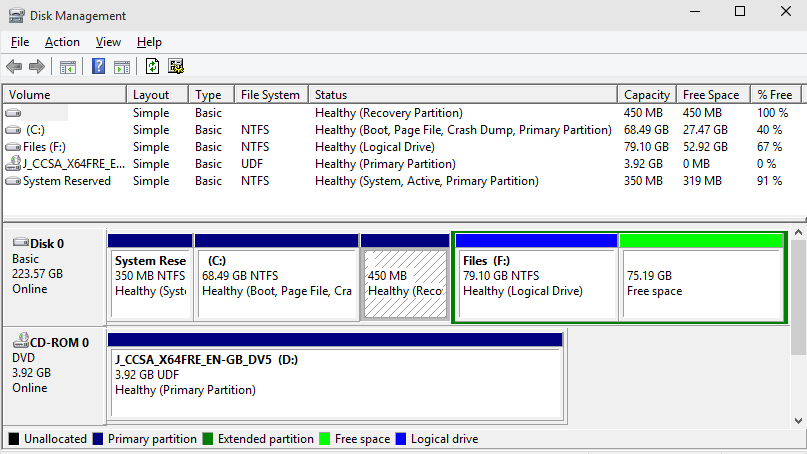 Disk Management
File Action View Help
Volume Layout Type File System Status Capacity Free Space % Free
Simple Basic Healthy (Recovery Partition) 450 MB 450 MB 100 %
(C:) Simple Basic NTFS Healthy (Boot, Page File, Crash Dump, Primary Partition) 68.49 GB 27.47 GB 40 %
Files (F:) Simple Basic NTFS Healthy (Logical Drive) 79.10 GB 52.92 GB 67 %
J_CCSA_X64FRE_E... Simple Basic UDF Healthy (Primary Partition) 3.92 GB 0 MB 0 %
System Reserved Simple Basic NTFS Healthy (System, Active, Primary Partition) 350 MB 319 MB 91 %
Disk 0
Basic
223.57 GB
Online
System Rese
350 MB NTFS
Healthy (Syst
(C:)
68.49 GB NTFS
Healthy (Boot, Page File, Cra
450 MB
Healthy (Reco
Files (F:)
79.10 GB NTFS
Healthy (Logical Drive)
75.19 GB
Free space
CD-ROM 0
DVD
3.92 GB
Online
J_CCSA_X64FRE_EN-GB_DV5 (D:)
3.92 GB UDF
Healthy (Primary Partition)
Unallocated Primary partition Extended partition Free space Logical drive